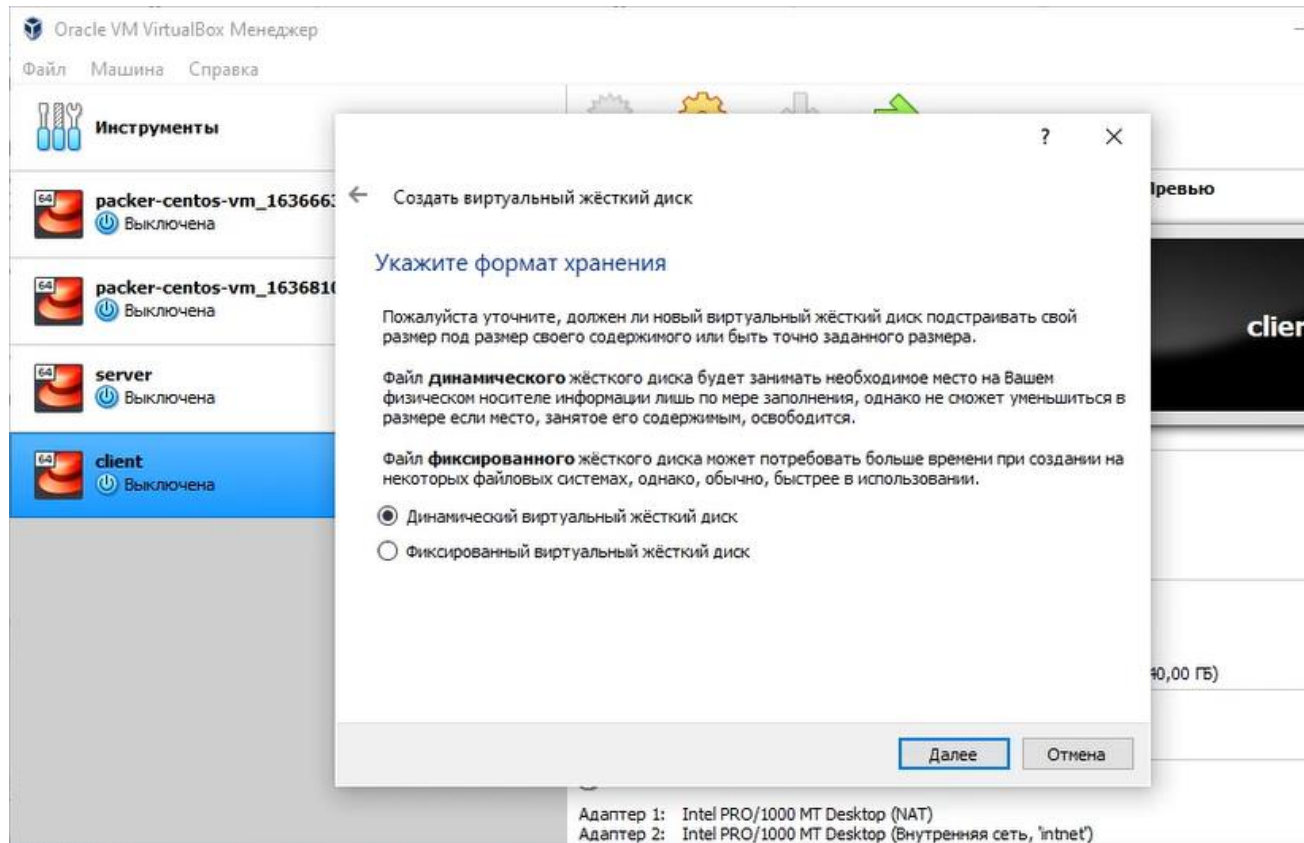 Oracle VM VirtualBox Менеджер
Файл Машина Справка
Инструменты
64
packer-centos-vm_163666
Выключена
64
packer-centos-vm_1636810
Выключена
64
server
Выключена
64
client
Выключена
?
Создать виртуальный жёсткий диск
Укажите формат хранения
Пожалуйста уточните, должен ли новый виртуальный жёсткий диск подстраивать свой
размер под размер своего содержимого или быть точно заданного размера.
Файл динамического жёсткого диска будет занимать необходимое место на Вашем
физическом носителе информации лишь по мере заполнения, однако не сможет уменьшиться в
размере если место, занятое его содержимым, освободится.
Файл фиксированного жёсткого диска может потребовать больше времени при создании на
некоторых файловых системах, однако, обычно, быстрее в использовании.
Динамический виртуальный жёсткий диск
Фиксированный виртуальный жёсткий диск
Далее
Отмена
Превью
clien
40,00 ГБ)
Адаптер 1: Intel PRO/1000 MT Desktop (NAT)
Адаптер 2: Intel PRO/1000 MT Desktop (Внутренняя сеть, 'intnet')